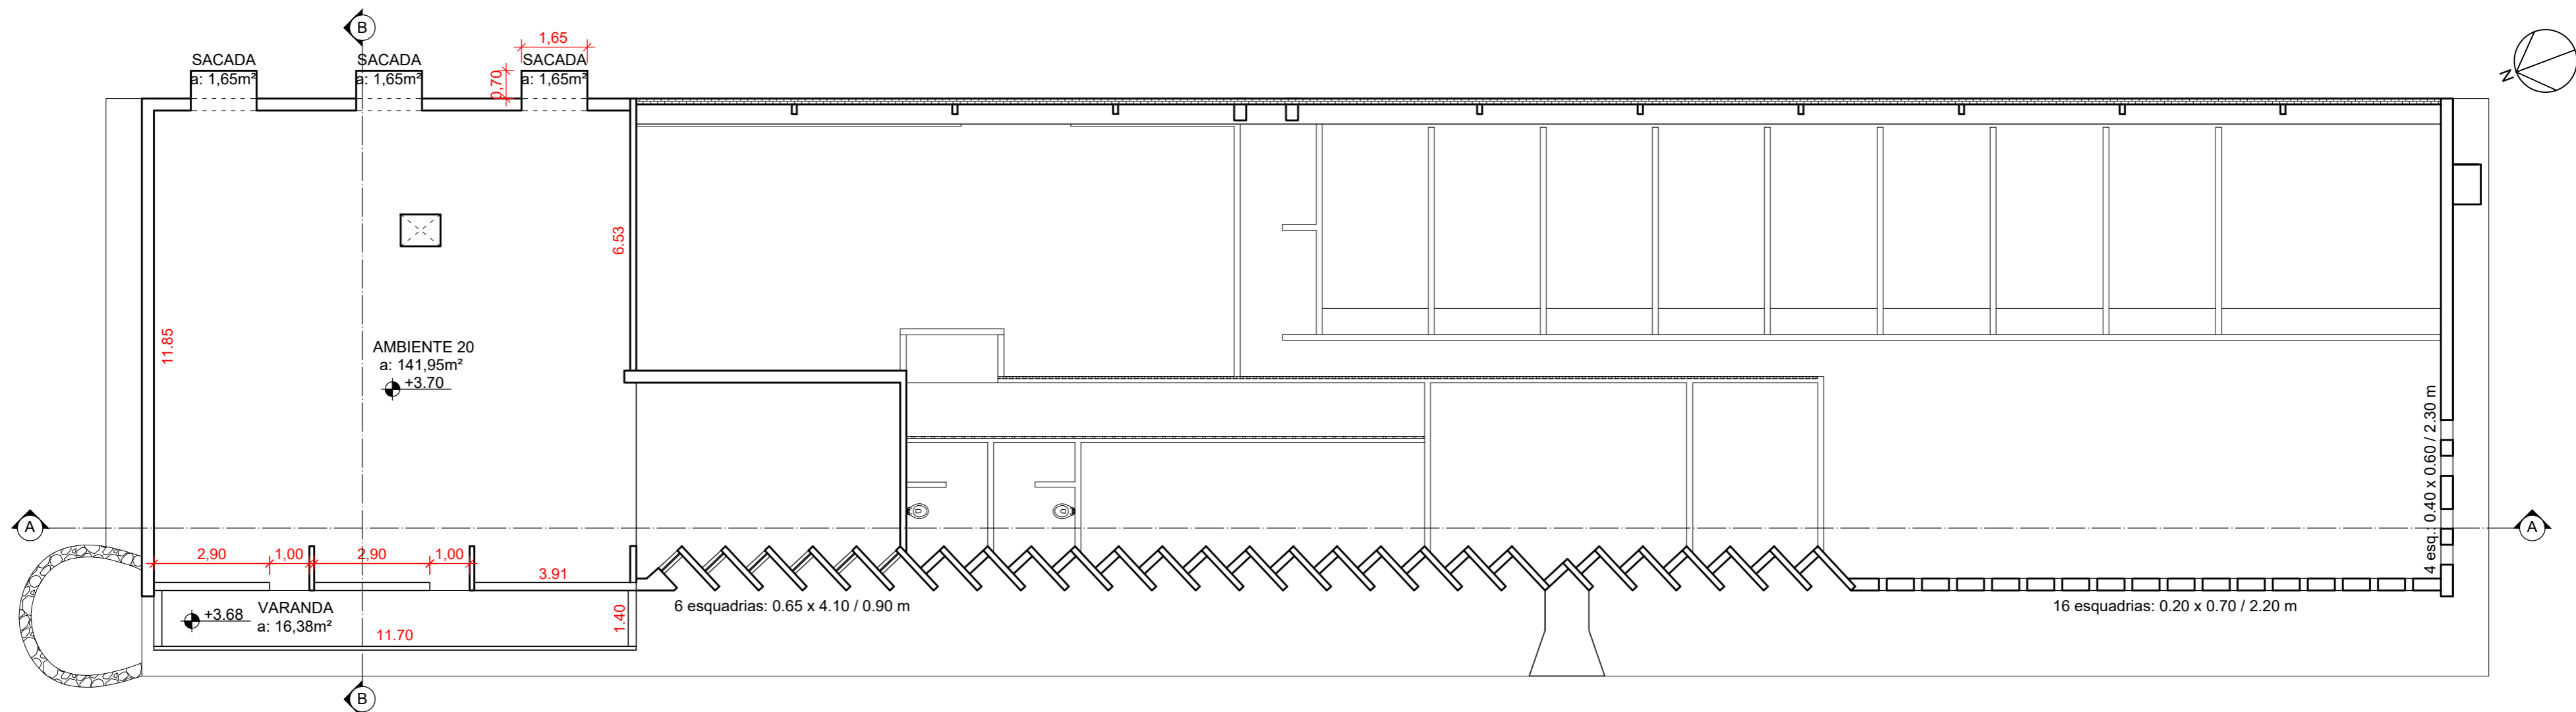 B
SACADA
a: 1,65m²
SACADA
a: 1,65m²
1,65
SACADA
a: 1,65m²
0,70
N
6.53
11.85
AMBIENTE 20
a: 141,95m²
+3.70
4 esq.: 0.40 x 0.60 / 2.30 m
A
A
2,90
1,00
2,90
1,00
3.91
+3.68
VARANDA
a: 16,38m²
11.70
1.40
6 esquadrias: 0.65 x 4.10 / 0.90 m
16 esquadrias: 0.20 x 0.70 / 2.20 m
B